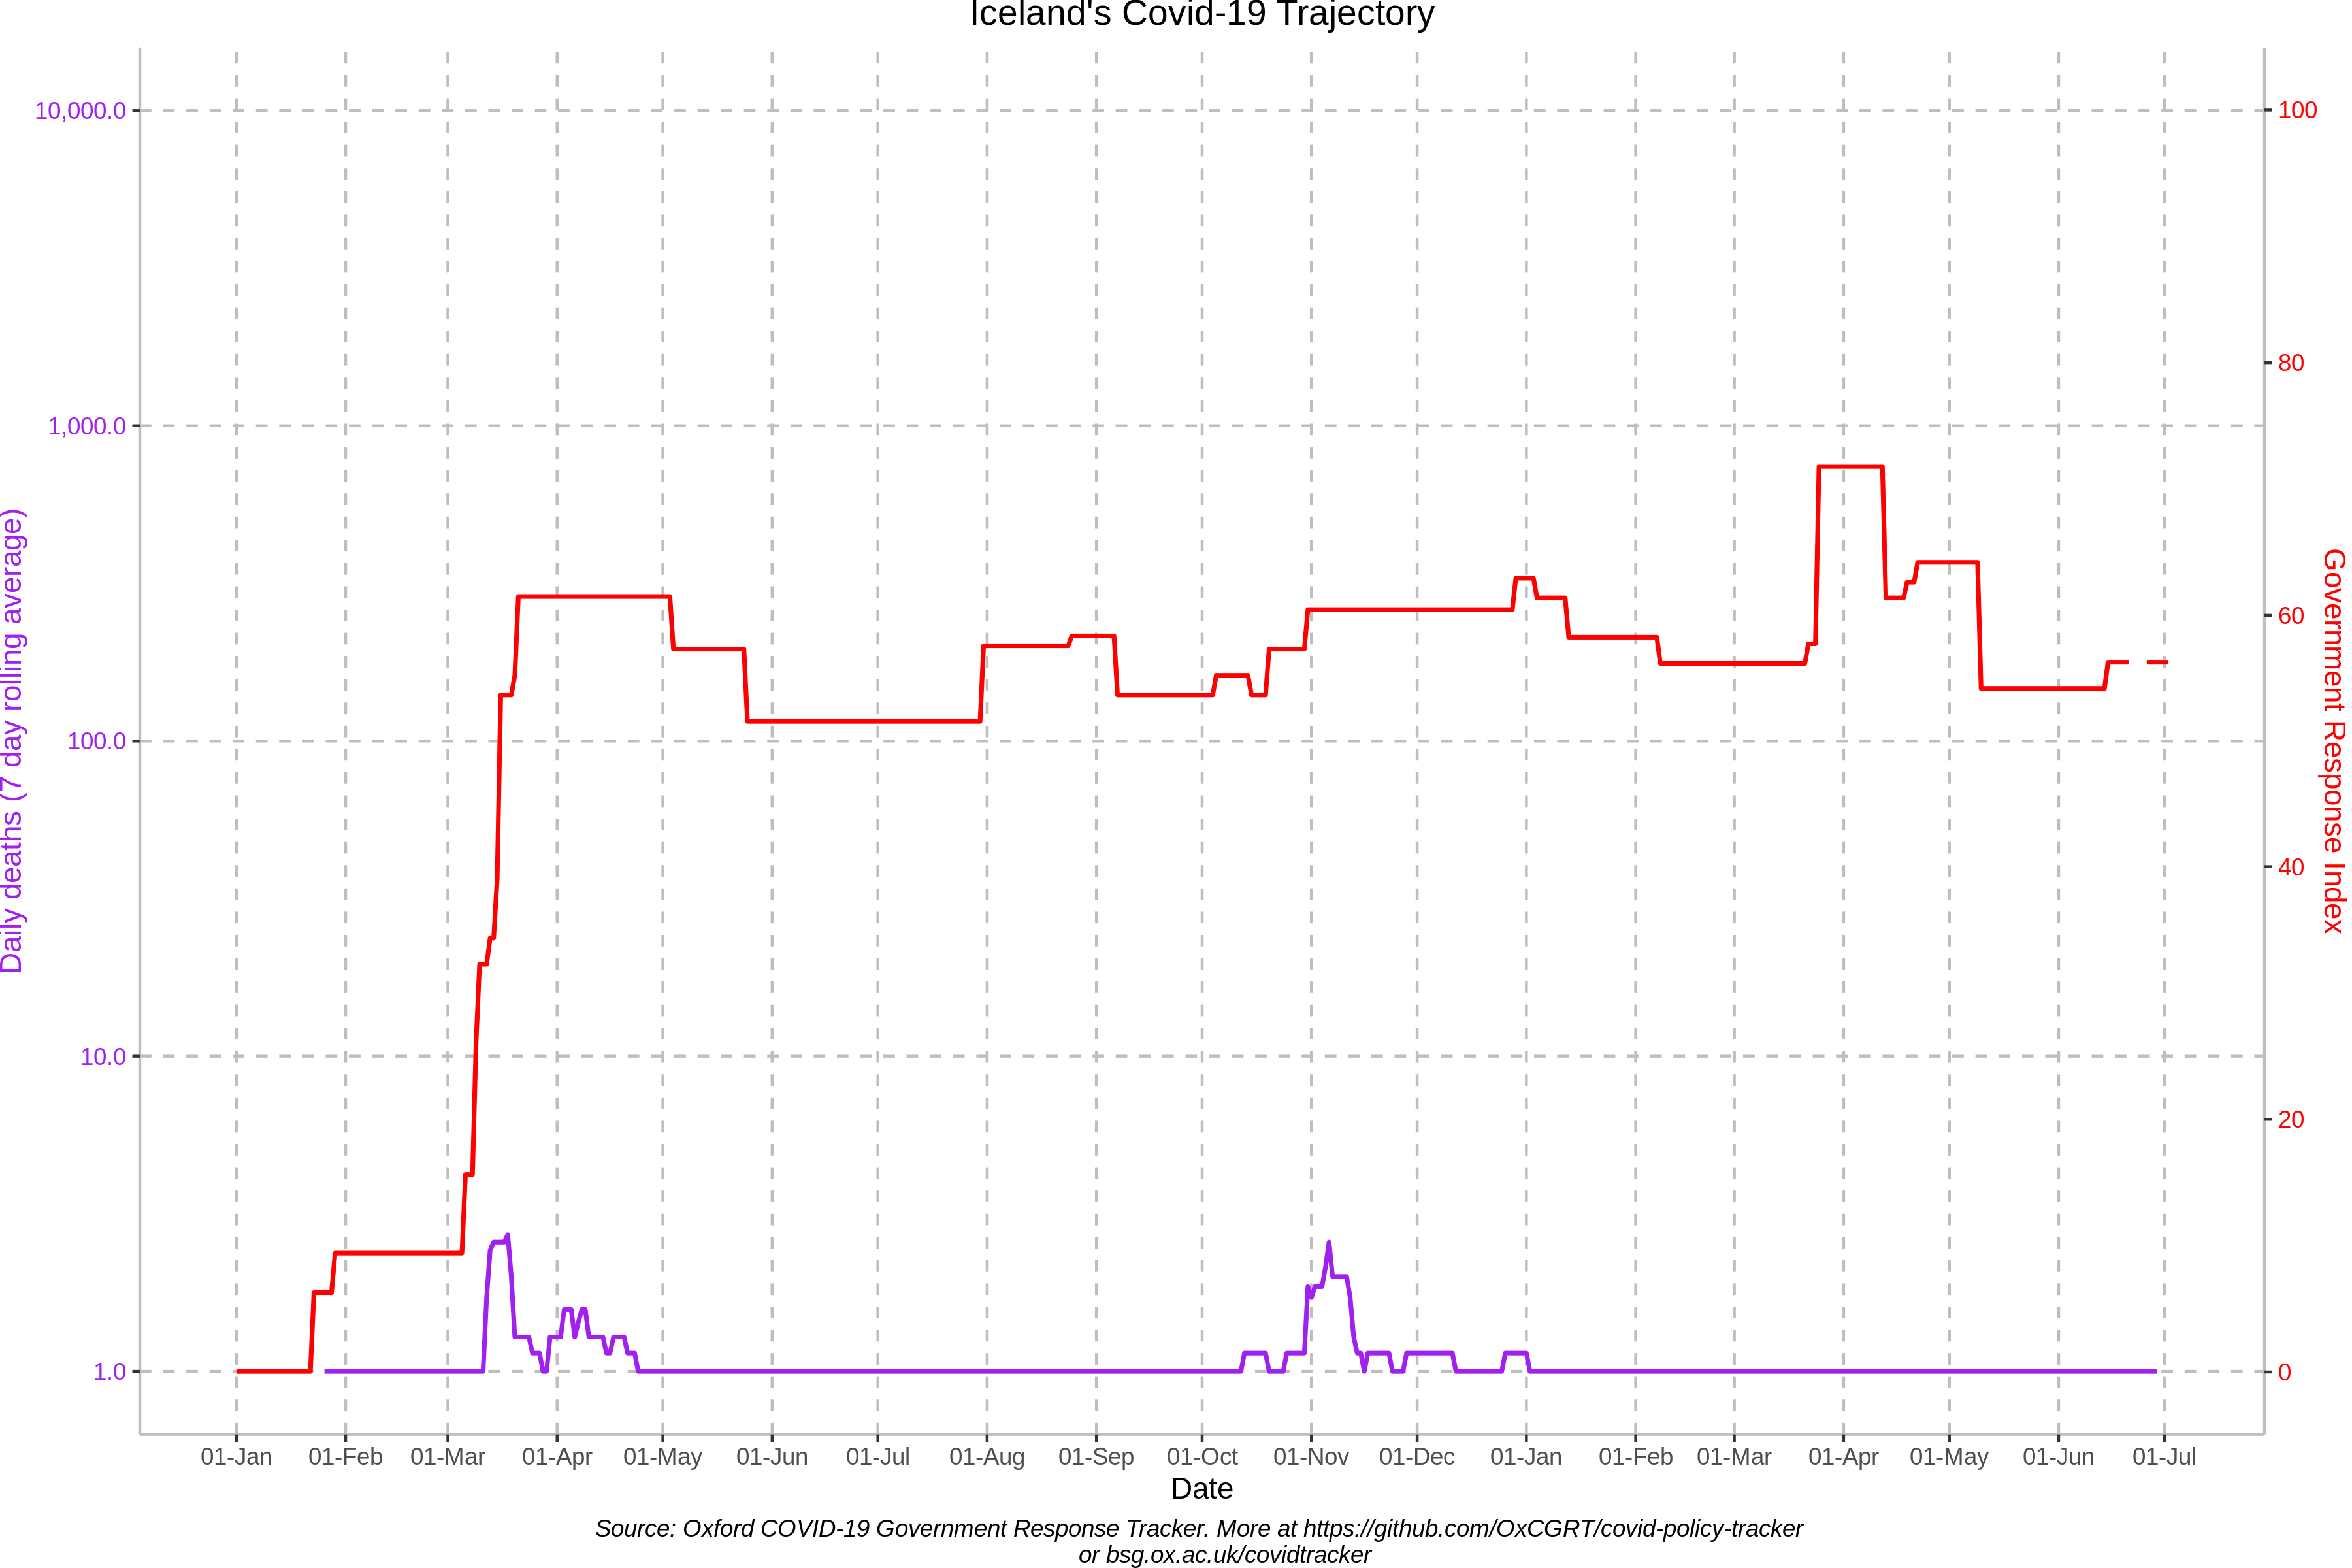 Iceland's Covid-19 Trajectory
10,000.0
1,000.0
100.0
10.0
1.0
Daily deaths (7 day rolling average)
100
80
60
40
20
0
Government Response Index
01-Jan 01-Feb 01-Mar 01-Apr 01-May 01-Jun 01-Jul 01-Aug 01-Sep 01-Oct 01-Nov 01-Dec 01-Jan 01-Feb 01-Mar 01-Apr 01-May 01-Jun 01-Jul
Date
Source: Oxford COVID-19 Government Response Tracker. More at https://github.com/OxCGRT/covid-policy-tracker
or bsg.ox.ac.uk/covidtracker